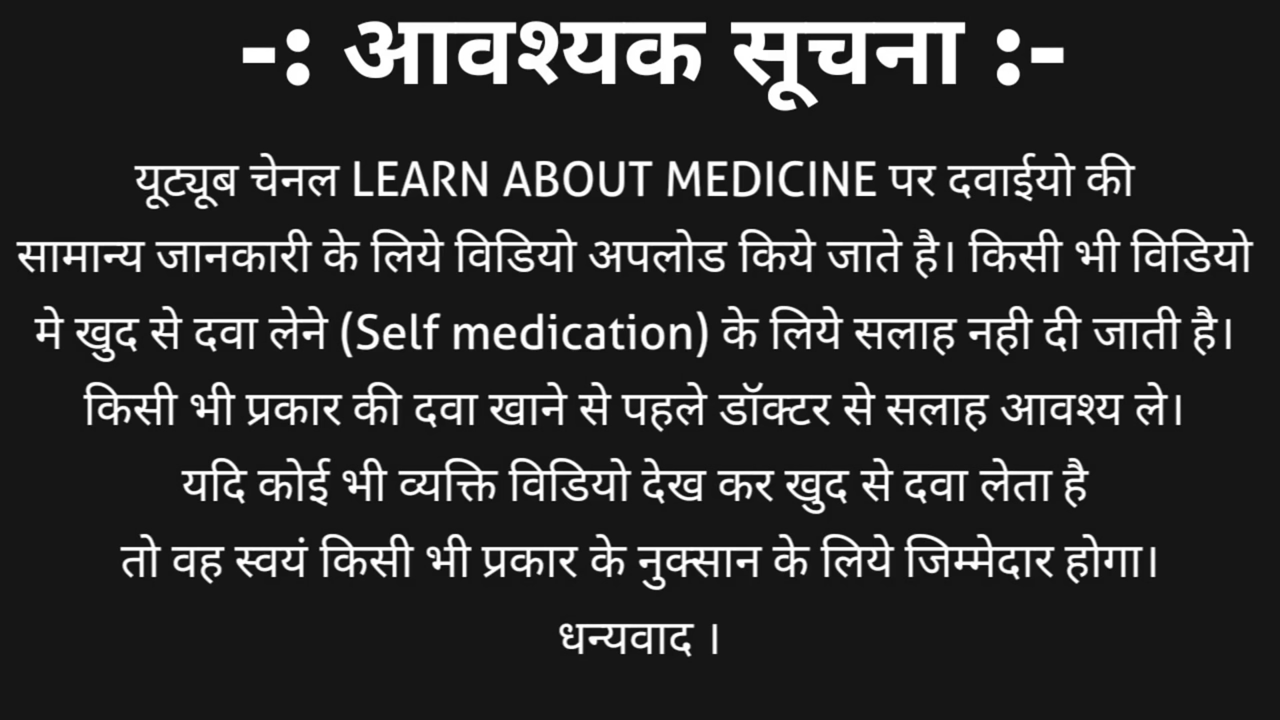 -: आवश्यक सूचना :-
यूट्यूब चेनल LEARN ABOUT MEDICINE पर दवाईयो की
सामान्य जानकारी के लिये विडियो अपलोड किये जाते है। किसी भी विडियो
मे खुद से दवा लेने (Self medication) के लिये सलाह नही दी जाती है।
किसी भी प्रकार की दवा खाने से पहले डॉक्टर से सलाह आवश्य ले।
यदि कोई भी व्यक्ति विडियो देख कर खुद से दवा लेता है
तो वह स्वयं किसी भी प्रकार के नुक्सान के लिये जिम्मेदार होगा।
धन्यवाद ।